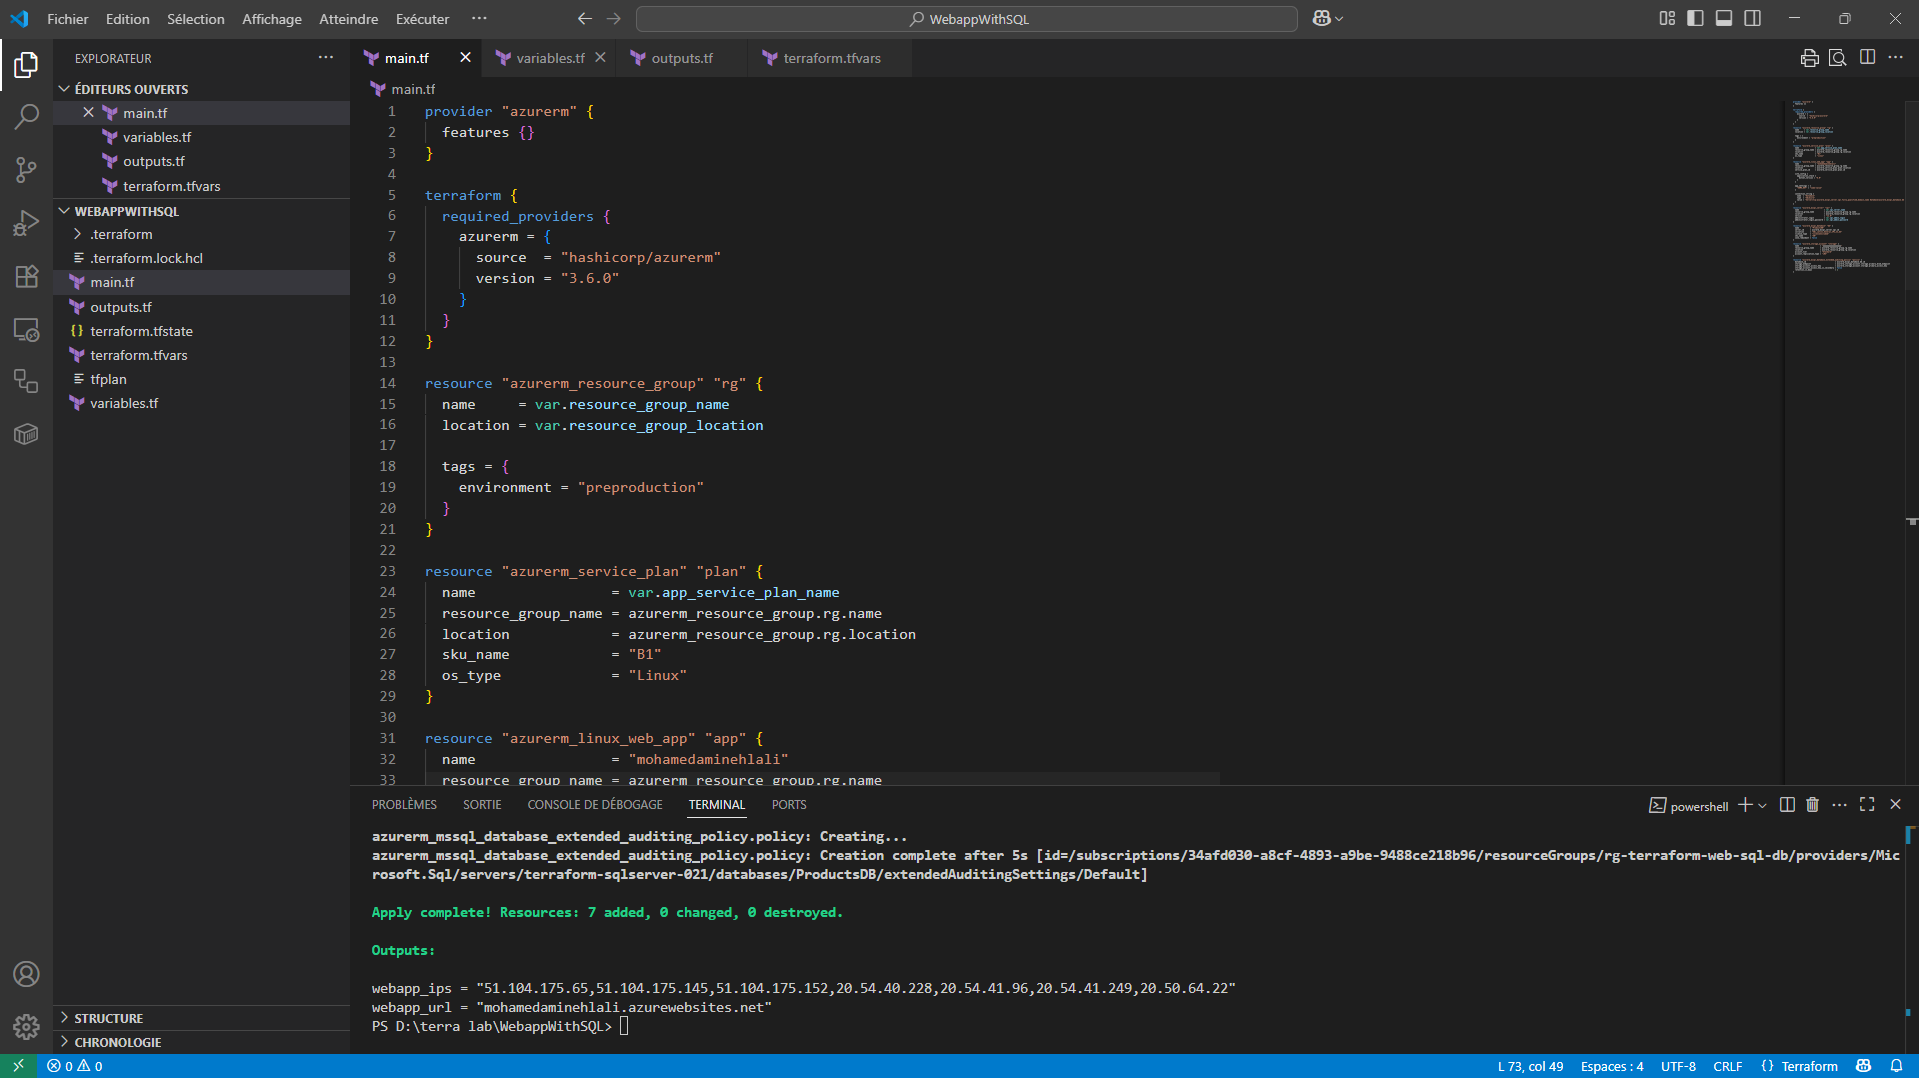 Fichier Edition Sélection Affichage Atteindre Exécuter ···
WebappWithSQL
EXPLORATEUR
ÉDITEURS OUVERTS
main.tf
variables.tf
outputs.tf
terraform.tfvars
WEBAPPWITHSQL
.terraform
.terraform.lock.hcl
main.tf
outputs.tf
terraform.tfstate
terraform.tfvars
tfplan
variables.tf
STRUCTURE
CHRONOLOGIE
main.tf variables.tf outputs.tf terraform.tfvars
main.tf
1 provider "azurerm" {
2 features {}
3 }
4
5 terraform {
6 required_providers {
7 azurerm = {
8 source = "hashicorp/azurerm"
9 version = "3.6.0"
10 }
11 }
12 }
13
14 resource "azurerm_resource_group" "rg" {
15 name = var.resource_group_name
16 location = var.resource_group_location
17
18 tags = {
19 environment = "preproduction"
20 }
21 }
22
23 resource "azurerm_service_plan" "plan" {
24 name = var.app_service_plan_name
25 resource_group_name = azurerm_resource_group.rg.name
26 location = azurerm_resource_group.rg.location
27 sku_name = "B1"
28 os_type = "Linux"
29 }
30
31 resource "azurerm_linux_web_app" "app" {
32 name = "mohamedaminehlali"
33 resource_group_name = azurerm_resource_group.rg.name
PROBLÈMES SORTIE CONSOLE DE DÉBOGAGE TERMINAL PORTS
powershell
azurerm_mssql_database_extended_auditing_policy.policy: Creating...
azurerm_mssql_database_extended_auditing_policy.policy: Creation complete after 5s [id=/subscriptions/34afd030-a8cf-4893-a9be-9488ce218b96/resourceGroups/rg-terraform-web-sql-db/providers/Mic
rosoft.Sql/servers/terraform-sqlserver-021/databases/ProductsDB/extendedAuditingSettings/Default]
Apply complete! Resources: 7 added, 0 changed, 0 destroyed.
Outputs:
webapp_ips = "51.104.175.65,51.104.175.145,51.104.175.152,20.54.40.228,20.54.41.96,20.54.41.249,20.50.64.22"
webapp_url = "mohamedaminehlali.azurewebsites.net"
PS D:\terra lab\WebappWithSQL>
0 0
L 73, col 49 Espaces : 4 UTF-8 CRLF {} Terraform